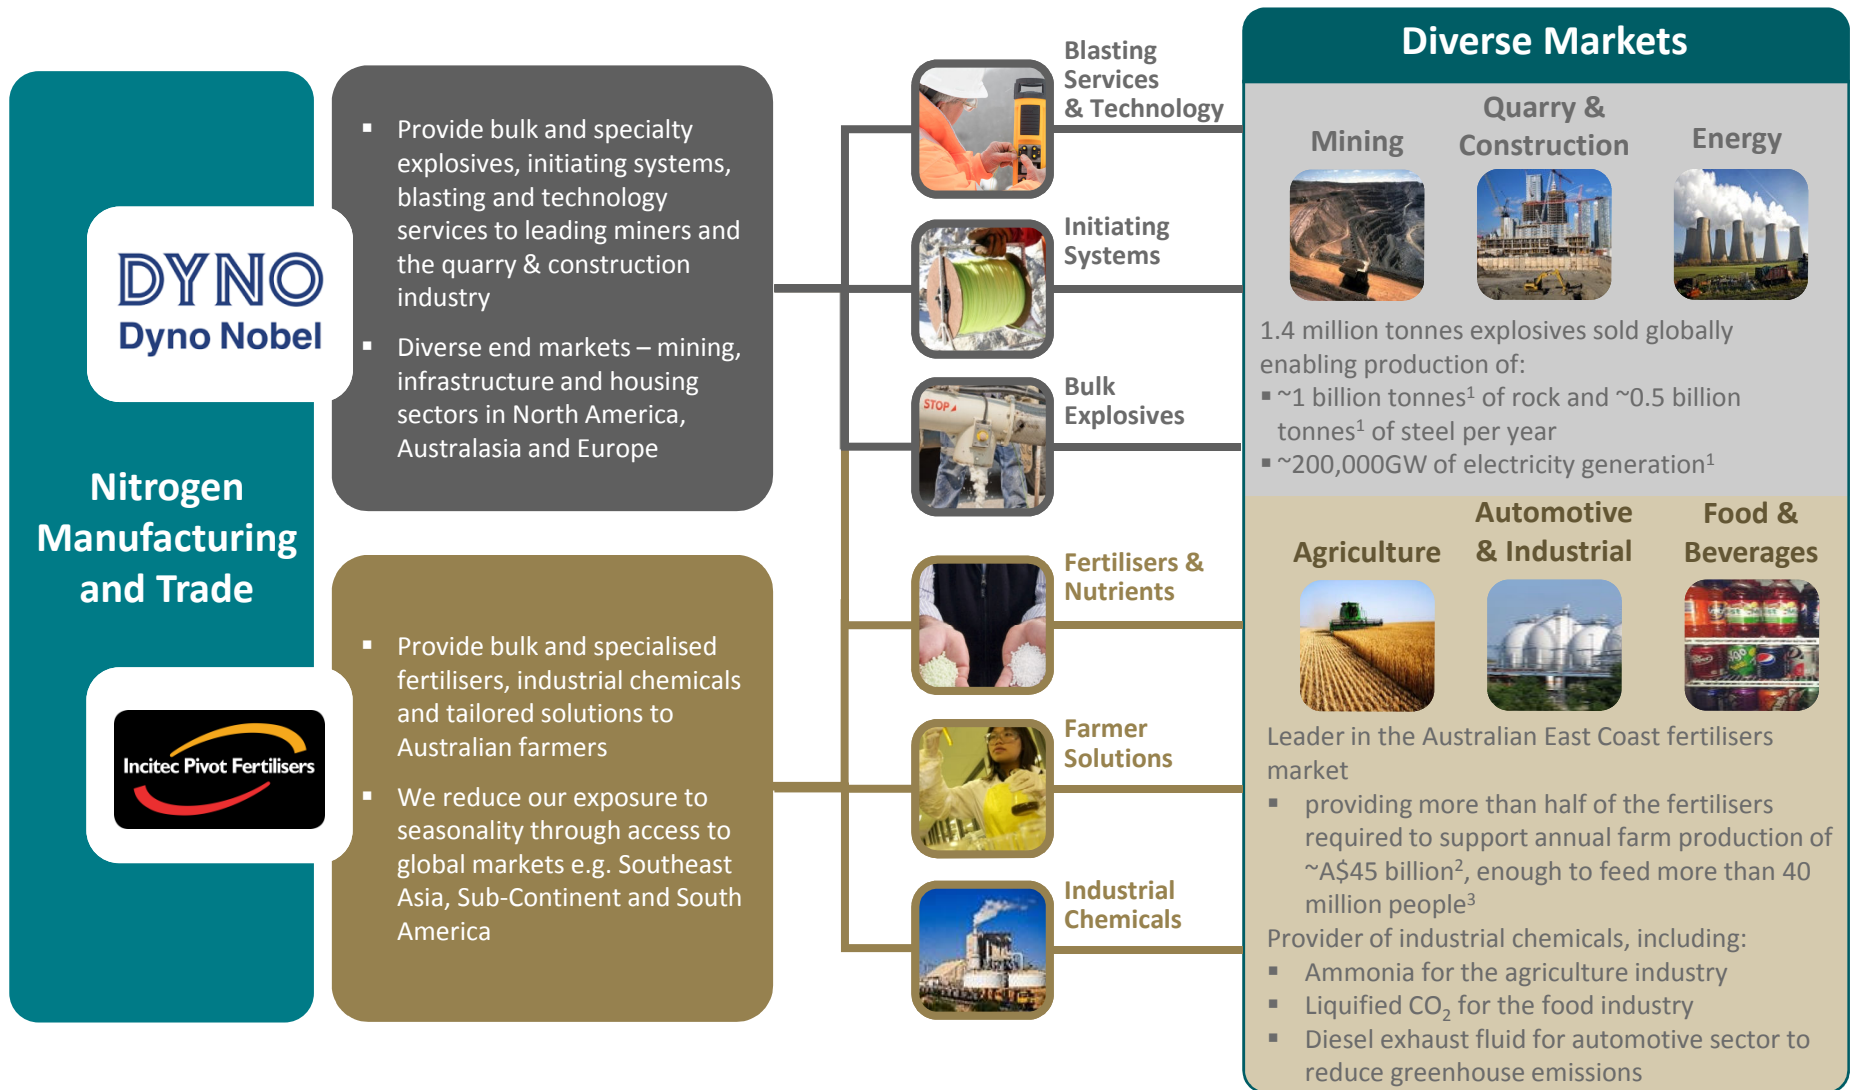 Nitrogen
Manufacturing
and Trade
DYNO
Dyno Nobel
▪ Provide bulk and specialty
explosives, initiating systems,
blasting and technology
services to leading miners and
the quarry & construction
industry
▪ Diverse end markets – mining,
infrastructure and housing
sectors in North America,
Australasia and Europe
Incitec Pivot Fertilisers
▪ Provide bulk and specialised
fertilisers, industrial chemicals
and tailored solutions to
Australian farmers
▪ We reduce our exposure to
seasonality through access to
global markets e.g. Southeast
Asia, Sub-Continent and South
America
Blasting
Services
& Technology
Initiating
Systems
STOP
Bulk
Explosives
Fertilisers &
Nutrients
Farmer
Solutions
Industrial
Chemicals
Diverse Markets
Mining
Quarry &
Construction
Energy
1.4 million tonnes explosives sold globally
enabling production of:
▪ ~1 billion tonnes¹ of rock and ~0.5 billion
tonnes¹ of steel per year
▪ ~200,000GW of electricity generation¹
Agriculture
Automotive
& Industrial
Food &
Beverages
Leader in the Australian East Coast fertilisers
market
▪ providing more than half of the fertilisers
required to support annual farm production of
~A$45 billion², enough to feed more than 40
million people³
Provider of industrial chemicals, including:
▪ Ammonia for the agriculture industry
▪ Liquified CO₂ for the food industry
▪ Diesel exhaust fluid for automotive sector to
reduce greenhouse emissions